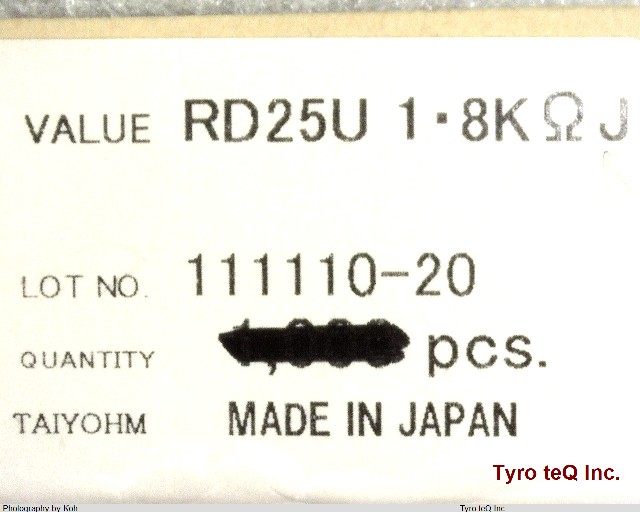 VALUE RD25U 1·8KΩJ
LOT NO. 111110-20
QUANTITY pcs.
TAIYOHM MADE IN JAPAN
Tyro teQ Inc.
Photography by Koh Tyro teQ Inc